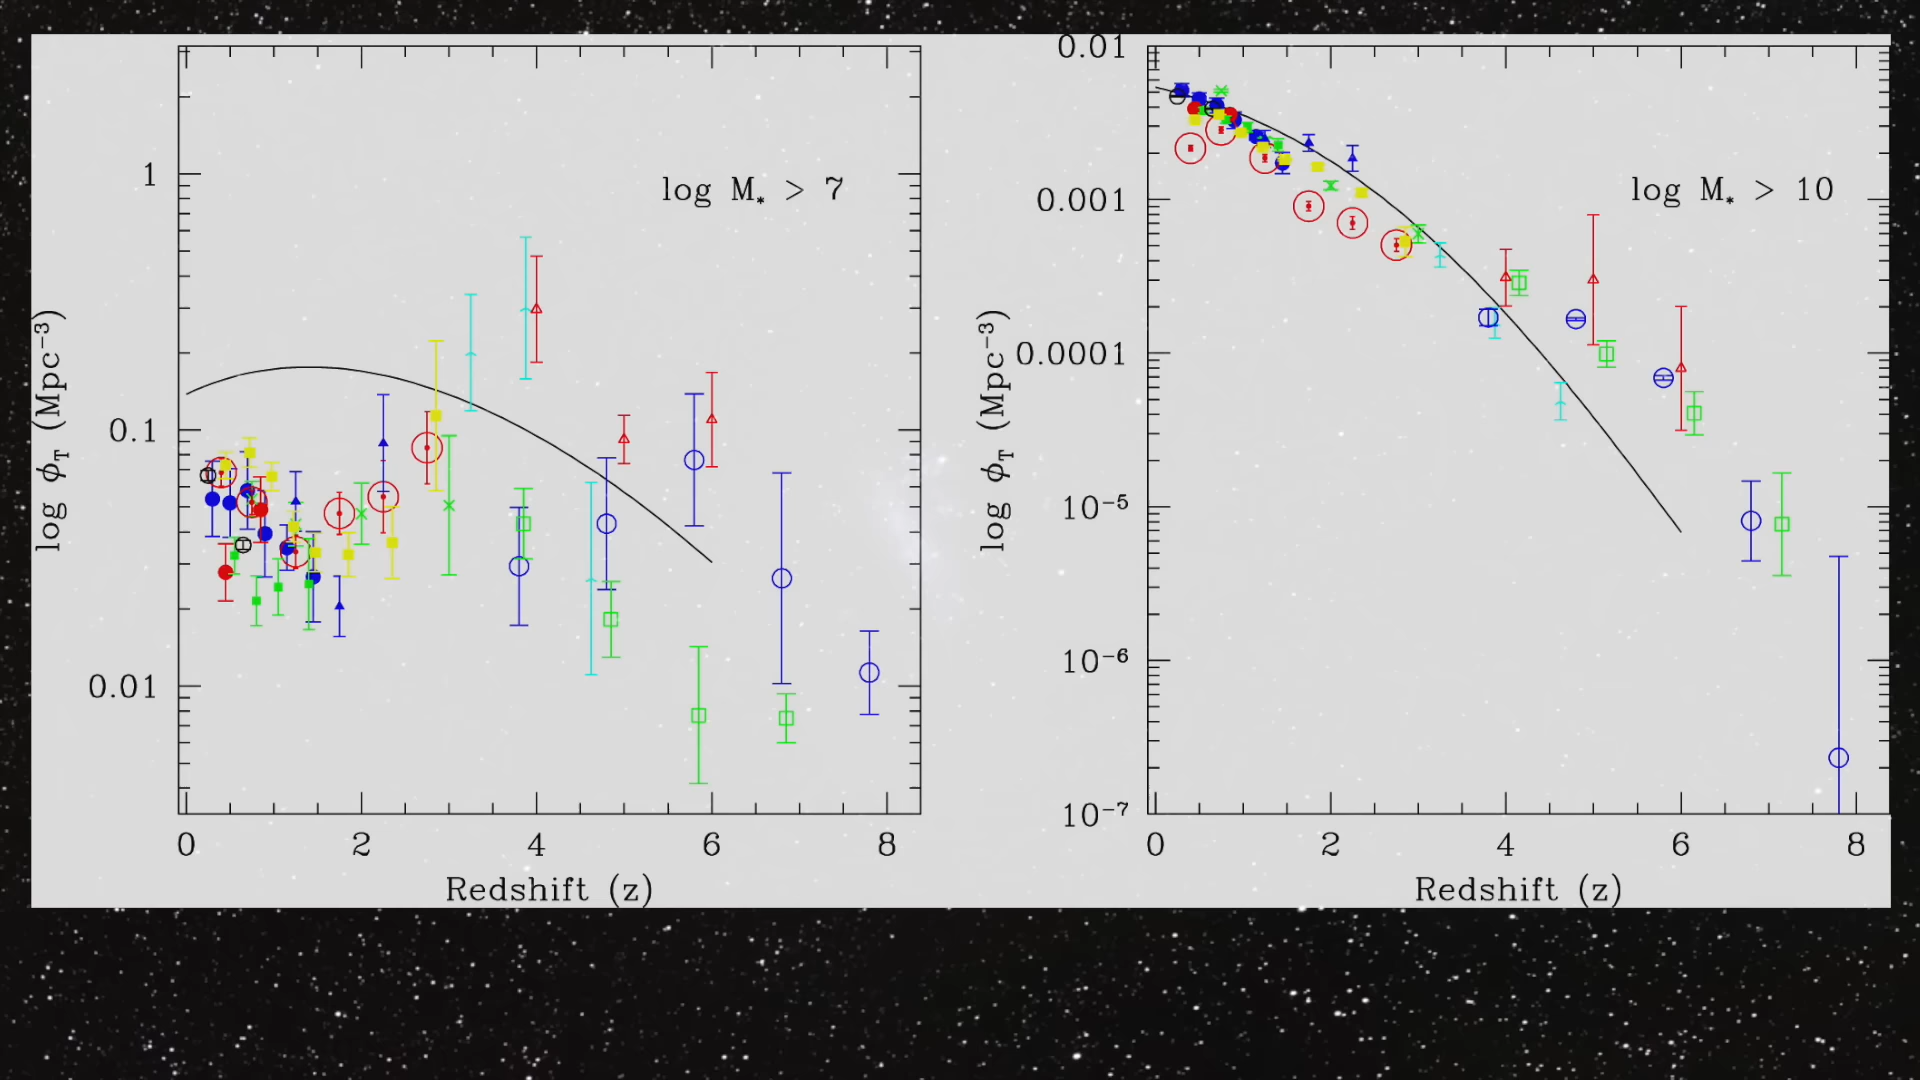 log M* > 7
1
0.1
0.01
log ϕT (Mpc−3)
0 2 4 6 8
Redshift (z)
log M* > 10
0.01
0.001
0.0001
10−5
10−6
10−7
log ϕT (Mpc−3)
0 2 4 6 8
Redshift (z)